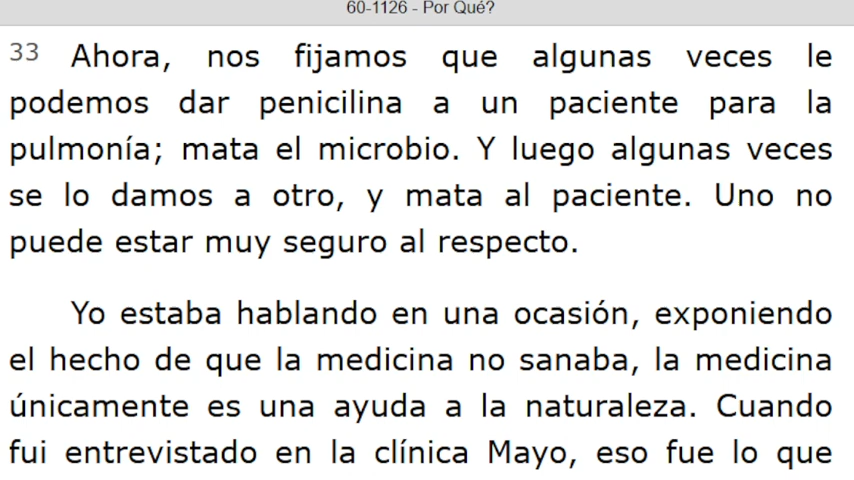 60-1126 - Por Qué?
33 Ahora, nos fijamos que algunas veces le
podemos dar penicilina a un paciente para la
pulmonía; mata el microbio. Y luego algunas veces
se lo damos a otro, y mata al paciente. Uno no
puede estar muy seguro al respecto.
Yo estaba hablando en una ocasión, exponiendo
el hecho de que la medicina no sanaba, la medicina
únicamente es una ayuda a la naturaleza. Cuando
fui entrevistado en la clínica Mayo, eso fue lo que